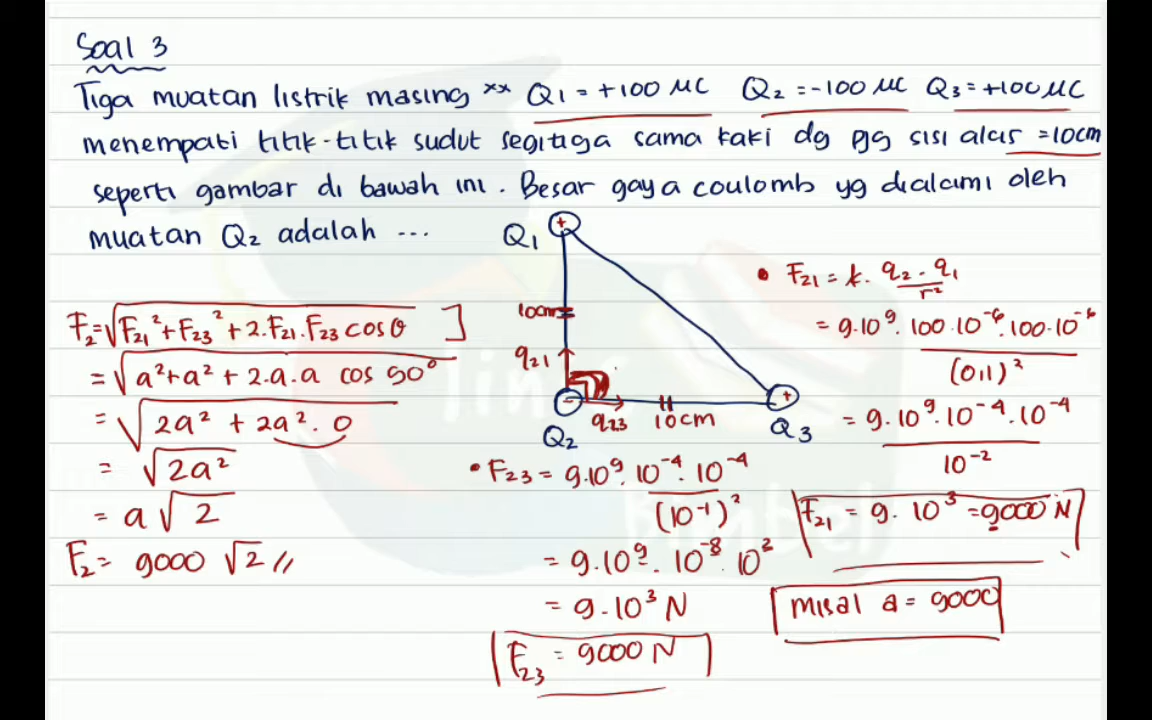 Soal 3
Tiga muatan listrik masing ** Q₁ = +100 μC Q₂ = -100 μC Q₃ = +100 μC
menempati titik-titik sudut segitiga sama kaki dg pjg sisi alas = 10cm
seperti gambar di bawah ini. Besar gaya coulomb yg dialami oleh
muatan Q₂ adalah ...
Q₁
10cm
q₂₁
Q₂
q₂₃
10cm
Q₃
+
-
+
F₂ = √F₂₁² + F₂₃² + 2.F₂₁.F₂₃ cos θ ]
= √a² + a² + 2.a.a cos 90°
= √2a² + 2a².0
= √2a²
= a√2
F₂ = 9000 √2 //
• F₂₃ = 9.10⁹.10⁻⁴.10⁻⁴
(10⁻¹)²
= 9.10⁹.10⁻⁸.10²
= 9.10³ N
F₂₃ = 9000 N
• F₂₁ = k. q₂.q₁
r²
= 9.10⁹.100.10⁻⁶.100.10⁻⁶
(0,1)²
= 9.10⁹.10⁻⁴.10⁻⁴
10⁻²
F₂₁ = 9.10³ = 9000 N
misal a = 9000